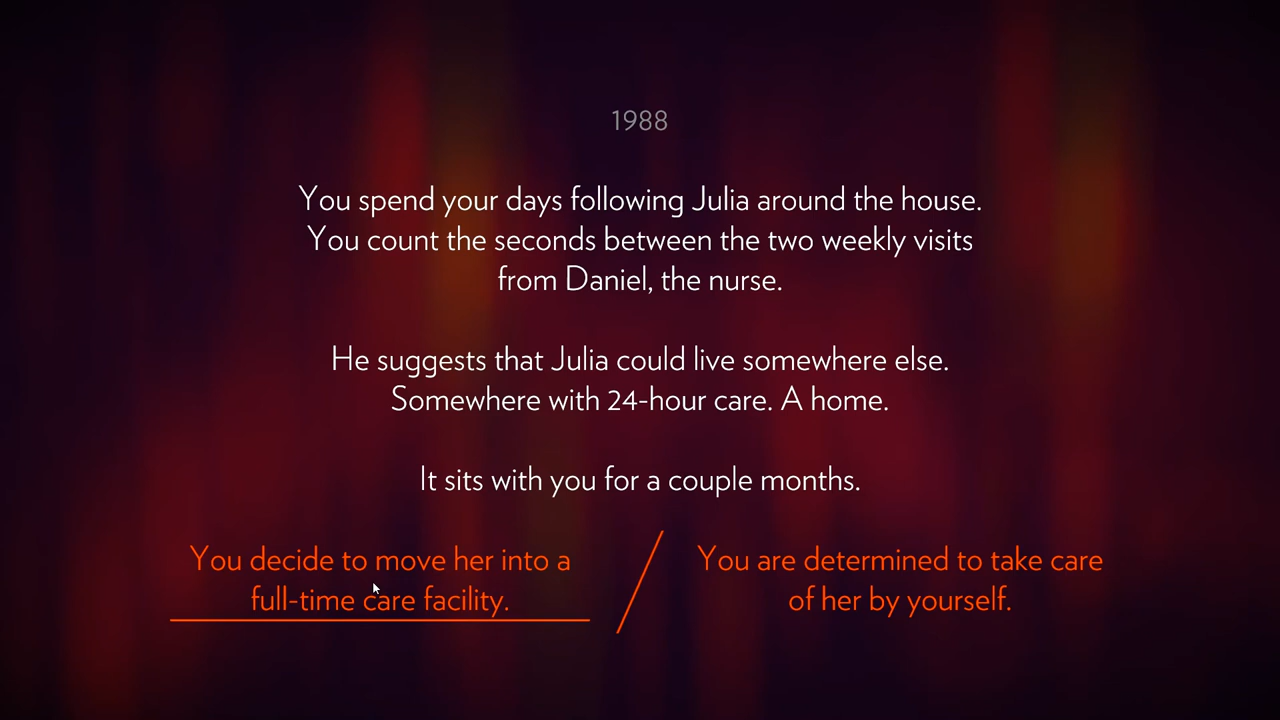 1988
You spend your days following Julia around the house.
You count the seconds between the two weekly visits
from Daniel, the nurse.
He suggests that Julia could live somewhere else.
Somewhere with 24-hour care. A home.
It sits with you for a couple months.
You decide to move her into a
full-time care facility.
You are determined to take care
of her by yourself.